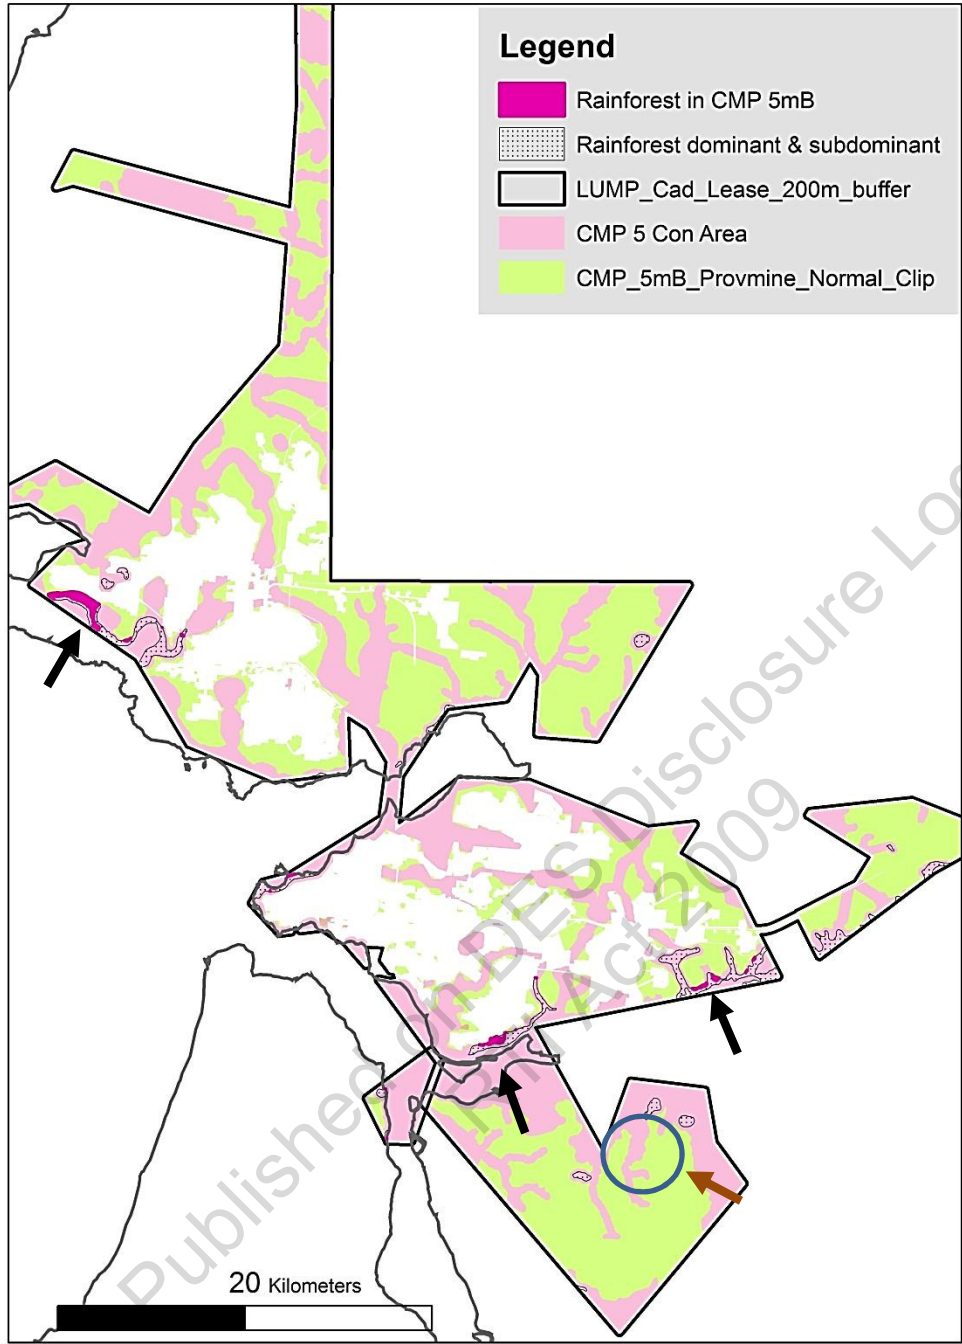 Legend
Rainforest in CMP 5mB
Rainforest dominant & subdominant
LUMP_Cad_Lease_200m_buffer
CMP 5 Con Area
CMP_5mB_Provmine_Normal_Clip
Published on DES Disclosure Lo
RTI Act 2009
20 Kilometers